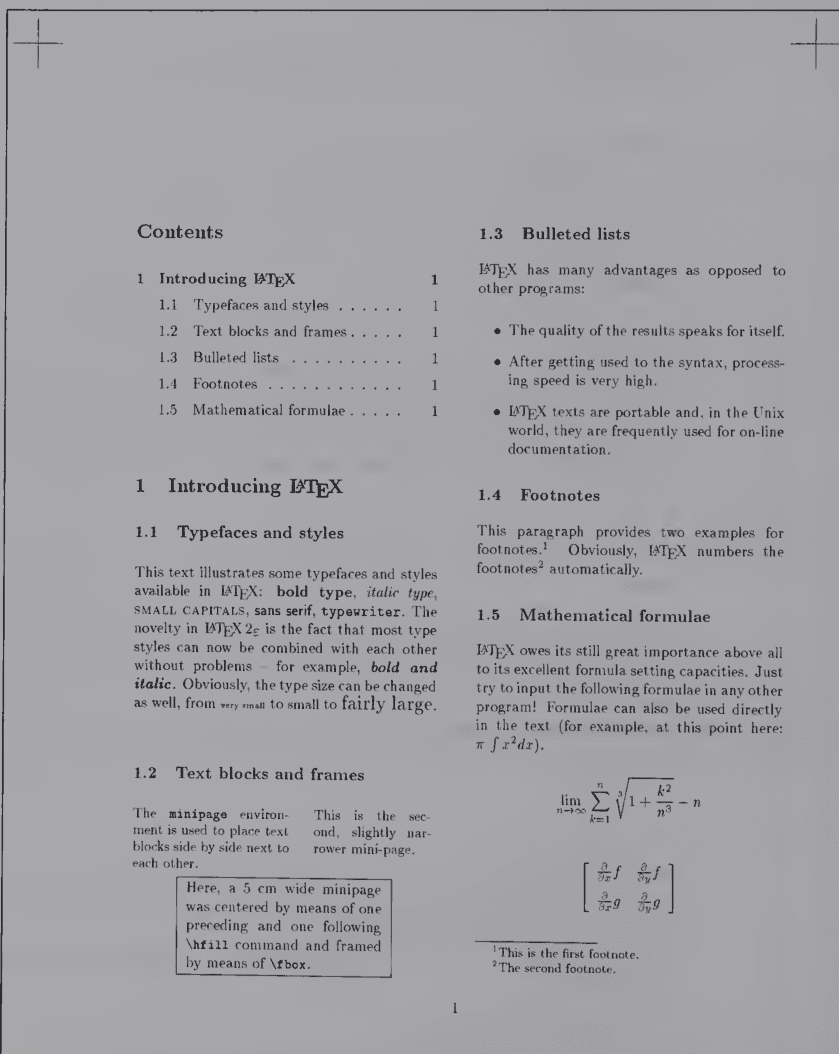 Contents
1 Introducing LATEX 1
1.1 Typefaces and styles . . . . . . 1
1.2 Text blocks and frames . . . . . 1
1.3 Bulleted lists . . . . . . . . . . 1
1.4 Footnotes . . . . . . . . . . . . 1
1.5 Mathematical formulae . . . . . 1
1 Introducing LATEX
1.1 Typefaces and styles
This text illustrates some typefaces and styles
available in LATEX: bold type, italic type,
SMALL CAPITALS, sans serif, typewriter. The
novelty in LATEX 2ε is the fact that most type
styles can now be combined with each other
without problems – for example, bold and
italic. Obviously, the type size can be changed
as well, from very small to small to fairly large.
1.2 Text blocks and frames
The minipage environ-
ment is used to place text
blocks side by side next to
each other.
This is the sec-
ond, slightly nar-
rower mini-page.
Here, a 5 cm wide minipage
was centered by means of one
preceding and one following
\hfill command and framed
by means of \fbox.
1.3 Bulleted lists
LATEX has many advantages as opposed to
other programs:
• The quality of the results speaks for itself.
• After getting used to the syntax, process-
ing speed is very high.
• LATEX texts are portable and, in the Unix
world, they are frequently used for on-line
documentation.
1.4 Footnotes
This paragraph provides two examples for
footnotes.¹ Obviously, LATEX numbers the
footnotes² automatically.
1.5 Mathematical formulae
LATEX owes its still great importance above all
to its excellent formula setting capacities. Just
try to input the following formulae in any other
program! Formulae can also be used directly
in the text (for example, at this point here:
π ∫ x²dx).
lim n→∞ ∑ k=1 n ∛(1 + k²/n³) − n
[ ∂/∂x f ∂/∂y f
∂/∂x g ∂/∂y g ]
¹This is the first footnote.
²The second footnote.
1